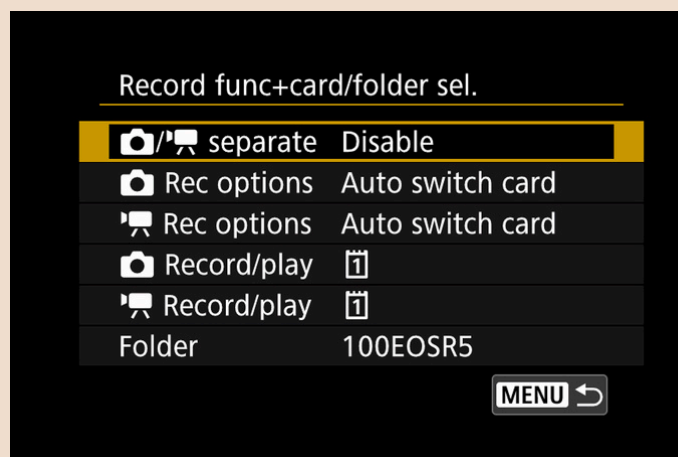 Record func+card/folder sel.
/ separate Disable
Rec options Auto switch card
Rec options Auto switch card
Record/play 1
Record/play 1
Folder 100EOSR5
MENU